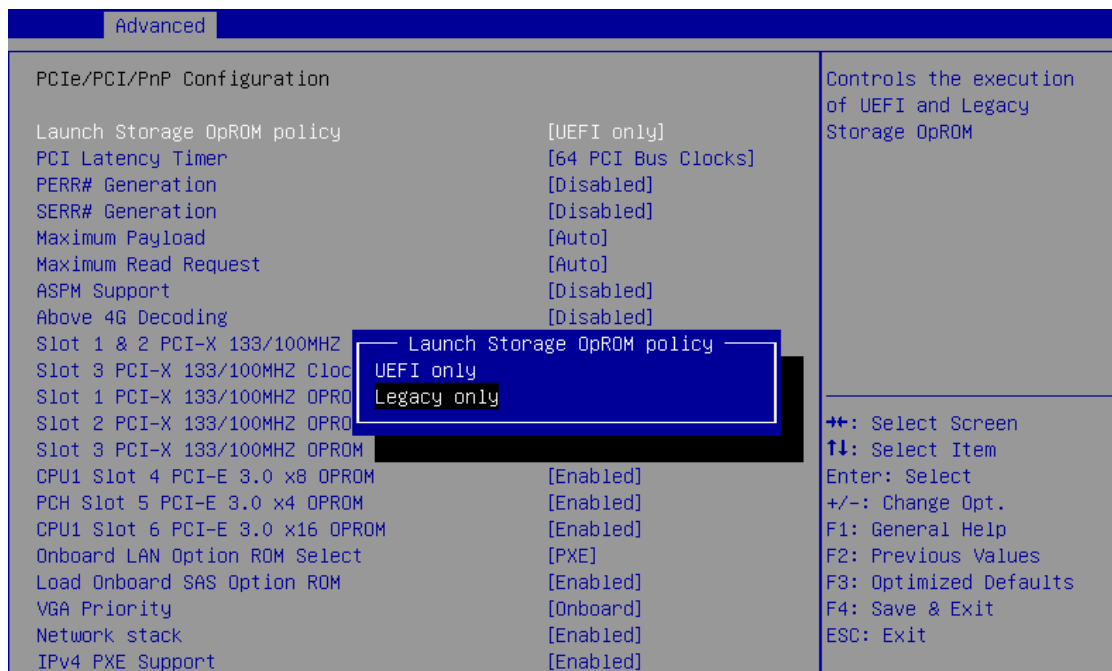 Advanced
PCIe/PCI/PnP Configuration
Launch Storage OpROM policy [UEFI only]
PCI Latency Timer [64 PCI Bus Clocks]
PERR# Generation [Disabled]
SERR# Generation [Disabled]
Maximum Payload [Auto]
Maximum Read Request [Auto]
ASPM Support [Disabled]
Above 4G Decoding [Disabled]
Slot 1 & 2 PCI-X 133/100MHZ
Slot 3 PCI-X 133/100MHZ Cloc
Slot 1 PCI-X 133/100MHZ OPRO
Slot 2 PCI-X 133/100MHZ OPRO
Slot 3 PCI-X 133/100MHZ OPROM
CPU1 Slot 4 PCI-E 3.0 x8 OPROM [Enabled]
PCH Slot 5 PCI-E 3.0 x4 OPROM [Enabled]
CPU1 Slot 6 PCI-E 3.0 x16 OPROM [Enabled]
Onboard LAN Option ROM Select [PXE]
Load Onboard SAS Option ROM [Enabled]
VGA Priority [Onboard]
Network stack [Enabled]
IPv4 PXE Support [Enabled]
Launch Storage OpROM policy
UEFI only
Legacy only
Controls the execution
of UEFI and Legacy
Storage OpROM
→←: Select Screen
↑↓: Select Item
Enter: Select
+/-: Change Opt.
F1: General Help
F2: Previous Values
F3: Optimized Defaults
F4: Save & Exit
ESC: Exit